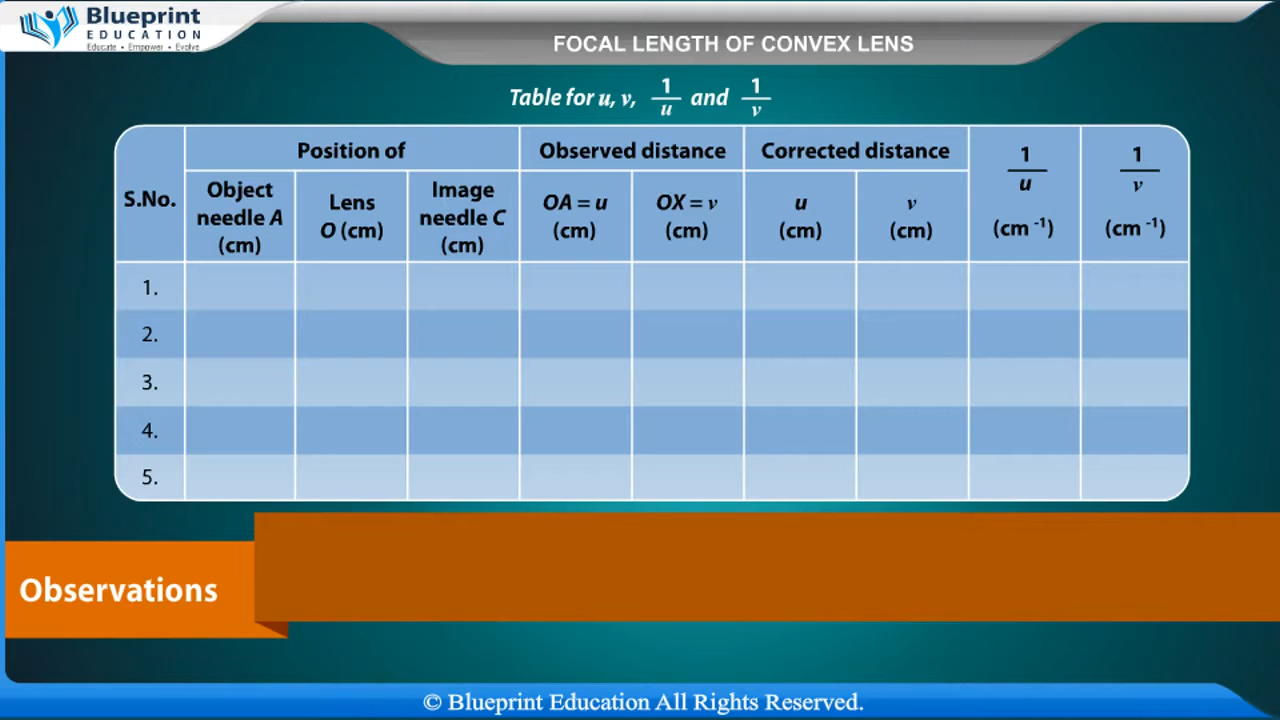 Blueprint
EDUCATION
Educate • Empower • Evolve
FOCAL LENGTH OF CONVEX LENS
Table for u, v, 1/u and 1/v
S.No.
Position of
Observed distance
Corrected distance
1/u
(cm -1)
1/v
(cm -1)
Object
needle A
(cm)
Lens
O (cm)
Image
needle C
(cm)
OA = u
(cm)
OX = v
(cm)
u
(cm)
v
(cm)
1.
2.
3.
4.
5.
Observations
© Blueprint Education All Rights Reserved.